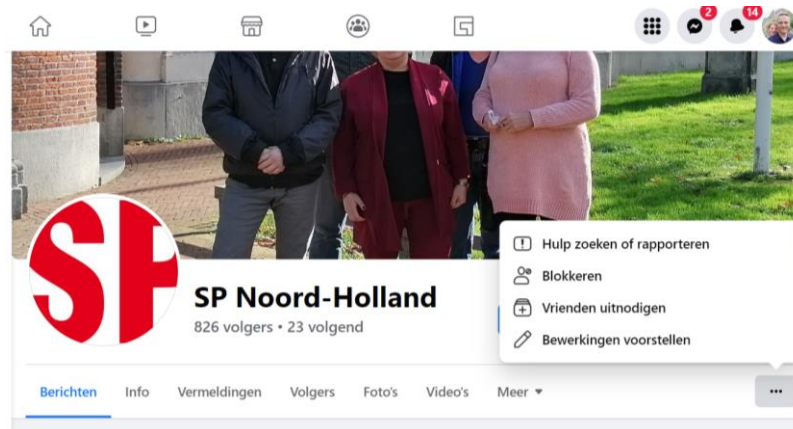 2
14
Hulp zoeken of rapporteren
Blokkeren
Vrienden uitnodigen
Bewerkingen voorstellen
SP
SP Noord-Holland
826 volgers • 23 volgend
Berichten Info Vermeldingen Volgers Foto's Video's Meer